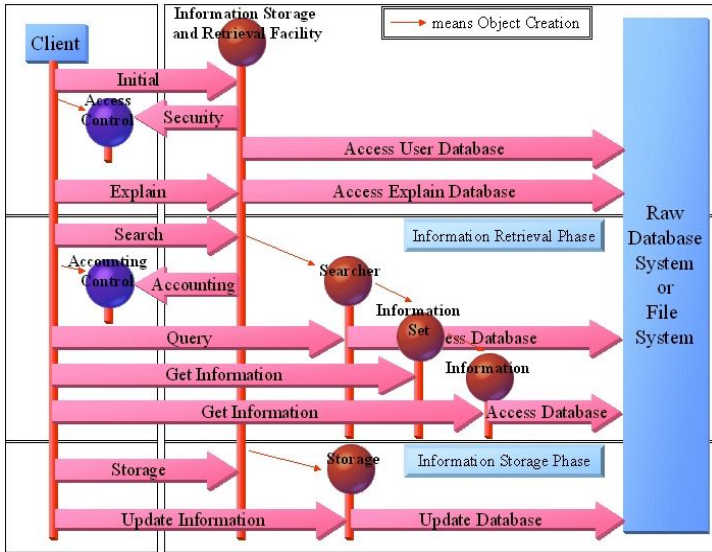 Information Storage
and Retrieval Facility
means Object Creation
Client
Initial
Access
Control
Security
Access User Database
Explain
Access Explain Database
Raw
Database
System
or
File
System
Search
Information Retrieval Phase
Searcher
Accounting
Control
Accounting
Information
Set
Query
ess Database
Information
Get Information
Get Information
Access Database
Storage
Storage
Information Storage Phase
Update Information
Update Database